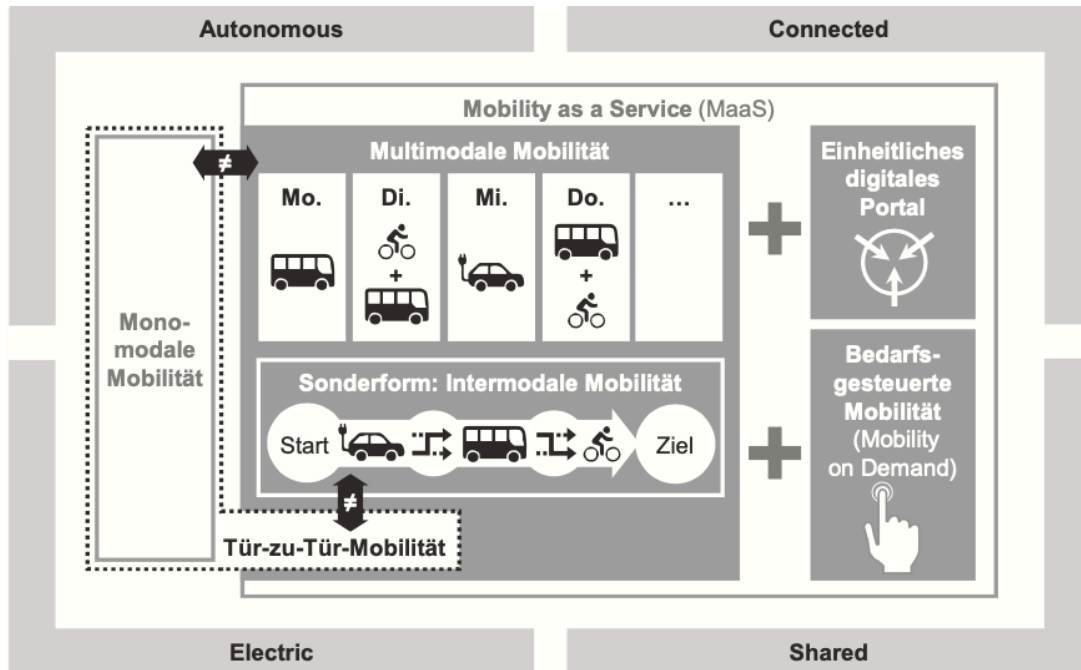 Autonomous
Connected
Mobility as a Service (MaaS)
≠
Multimodale Mobilität
Mo.
Di.
Mi.
Do.
...
+
+
+
Einheitliches
digitales
Portal
Mono-
modale
Mobilität
Sonderform: Intermodale Mobilität
Start
Ziel
+
Bedarfs-
gesteuerte
Mobilität
(Mobility
on Demand)
≠
Tür-zu-Tür-Mobilität
Electric
Shared